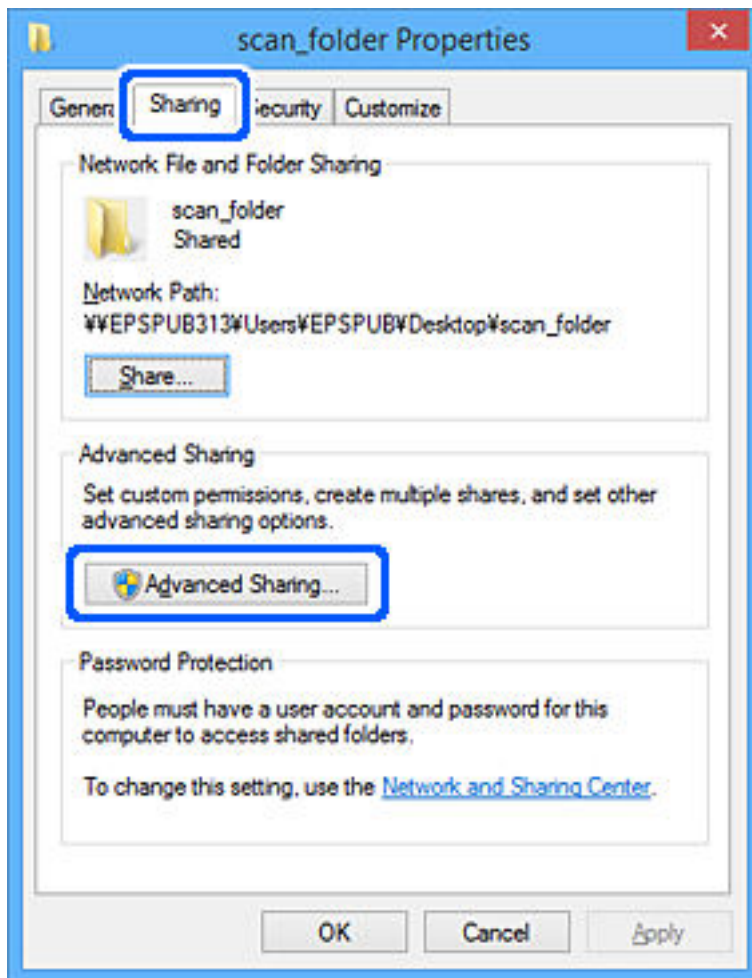 scan_folder Properties
General Sharing Security Customize
Network File and Folder Sharing
scan_folder
Shared
Network Path:
¥¥EPSPUB313¥Users¥EPSPUB¥Desktop¥scan_folder
Share...
Advanced Sharing
Set custom permissions, create multiple shares, and set other
advanced sharing options.
Advanced Sharing...
Password Protection
People must have a user account and password for this
computer to access shared folders.
To change this setting, use the Network and Sharing Center.
OK Cancel Apply